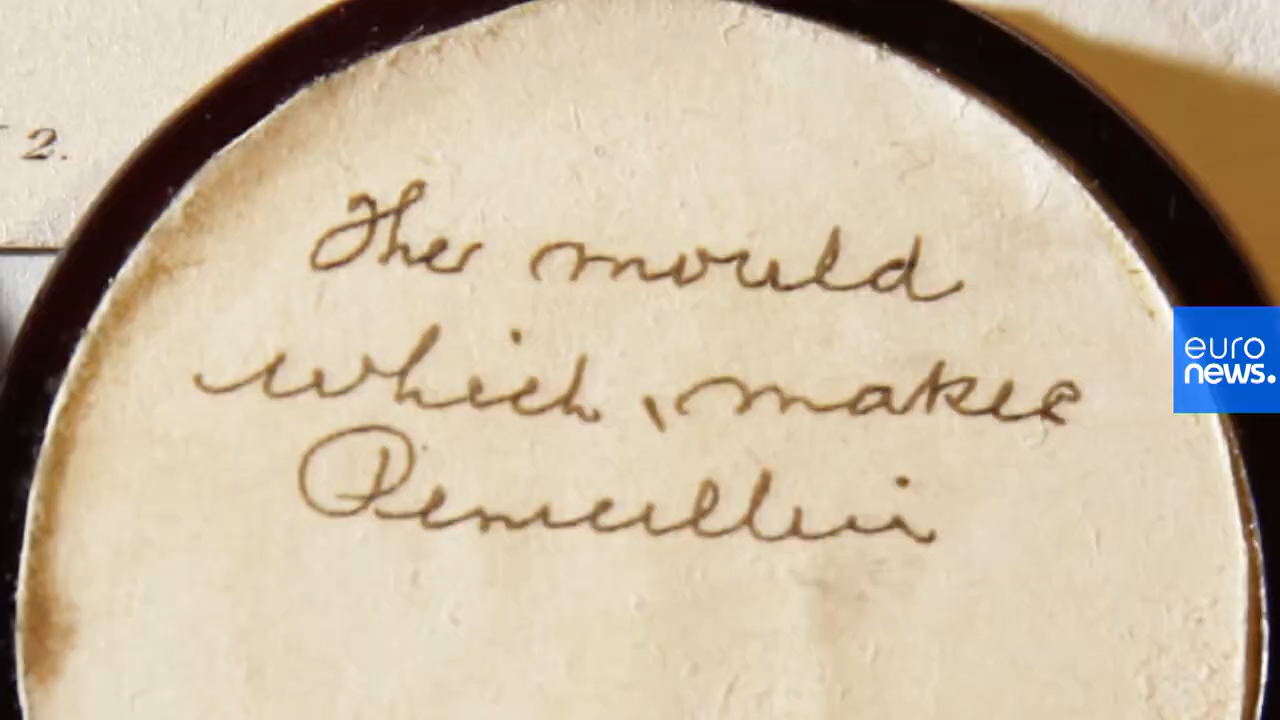 2.
The mould
which, makes
Penicillin
euro
news.